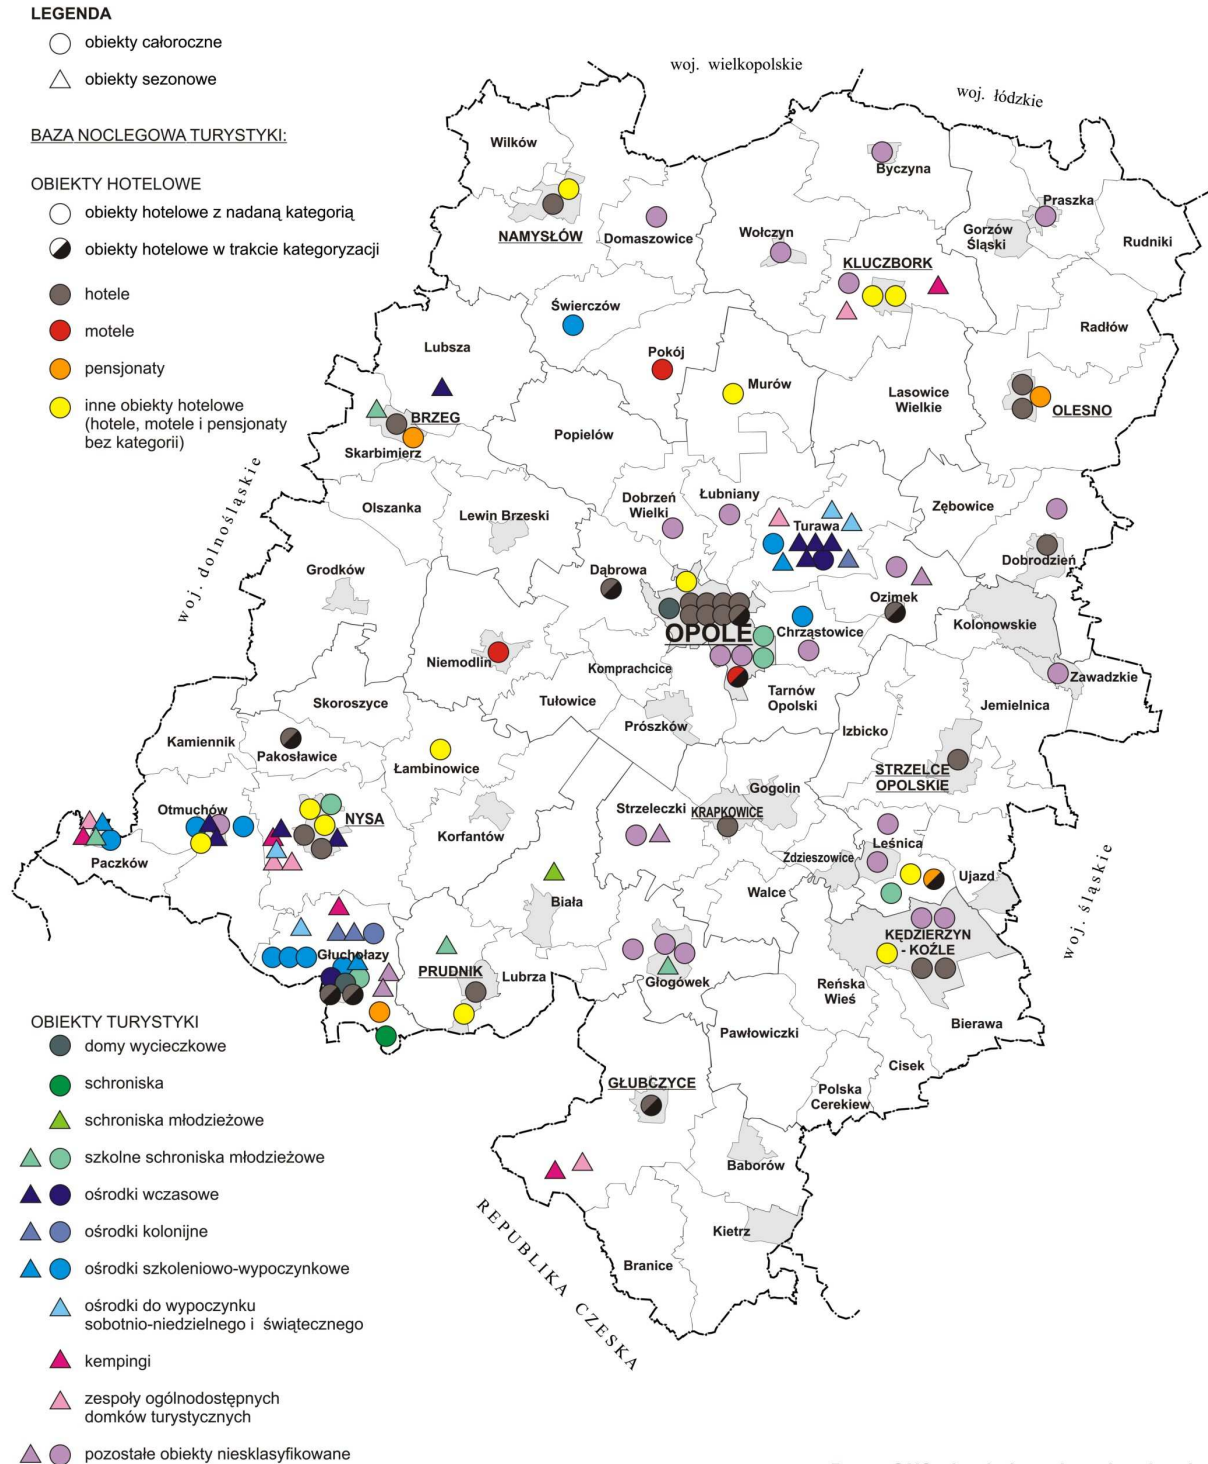 LEGENDA
obiekty całoroczne
obiekty sezonowe
BAZA NOCLEGOWA TURYSTYKI:
OBIEKTY HOTELOWE
obiekty hotelowe z nadaną kategorią
obiekty hotelowe w trakcie kategoryzacji
hotele
motele
pensjonaty
inne obiekty hotelowe
(hotele, motele i pensjonaty
bez kategorii)
woj. wielkopolskie
woj. łódzkie
woj. dolnośląskie
woj. śląskie
REPUBLIKA CZESKA
Wilków
Byczyna
NAMYSŁÓW
Domaszowice
Wołczyn
Praszka
Gorzów
Śląski
Rudniki
KLUCZBORK
Świerczów
Radłów
Lubsza
Pokój
Murów
Lasowice
Wielkie
OLESNO
BRZEG
Skarbimierz
Popielów
Olszanka
Lewin Brzeski
Dobrzeń
Wielki
Łubniany
Turawa
Zębowice
Dobrodzień
Grodków
Dąbrowa
Ozimek
Kolonowskie
OPOLE
Chrząstowice
Niemodlin
Komprachcice
Zawadzkie
Skoroszyce
Tułowice
Tarnów
Opolski
Jemielnica
Prószków
Izbicko
Kamiennik
Pakosławice
Łambinowice
STRZELCE
OPOLSKIE
Gogolin
Otmuchów
NYSA
Korfantów
Strzeleczki
KRAPKOWICE
Paczków
Zdzieszowice
Leśnica
Ujazd
Walce
Biała
KĘDZIERZYN
- KOŹLE
Głuchołazy
PRUDNIK
Lubrza
Głogówek
Reńska
Wieś
Bierawa
Pawłowiczki
Cisek
GŁUBCZYCE
Polska
Cerekiew
Baborów
Kietrz
Branice
OBIEKTY TURYSTYKI
domy wycieczkowe
schroniska
schroniska młodzieżowe
szkolne schroniska młodzieżowe
ośrodki wczasowe
ośrodki kolonijne
ośrodki szkoleniowo-wypoczynkowe
ośrodki do wypoczynku
sobotnio-niedzielnego i świątecznego
kempingi
zespoły ogólnodostępnych
domków turystycznych
pozostałe obiekty niesklasyfikowane